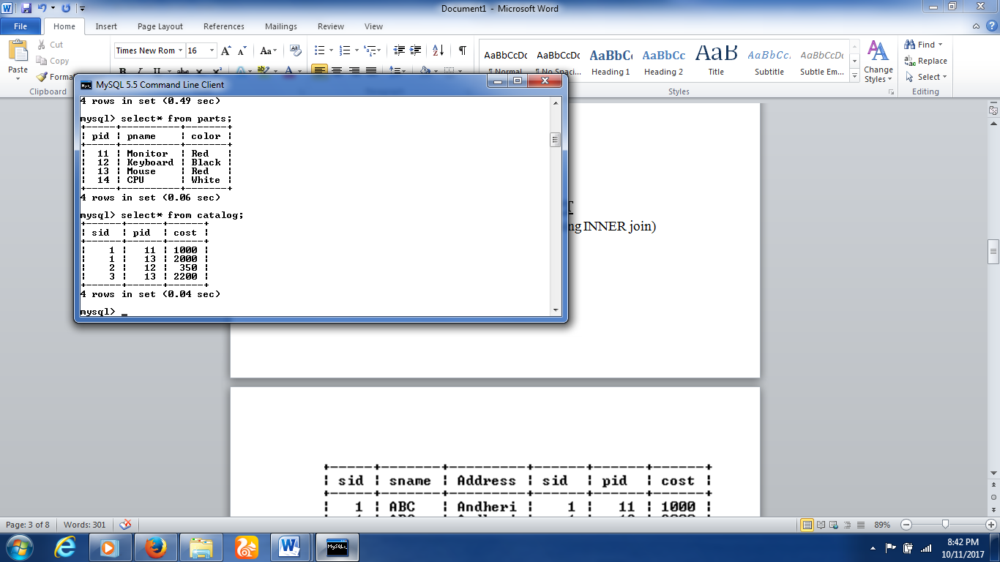 Document1 - Microsoft Word
File Home Insert Page Layout References Mailings Review View
Paste
Cut
Copy
Forma
Clipboard
Times New Rom 16
Aa
AaBbCcDc AaBbCcDc AaBbCc AaBbCc AaB AaBbCc. AaBbCcDc
¶ Normal ¶ No Spaci... Heading 1 Heading 2 Title Subtitle Subtle Em...
Change Styles
Styles
Find
Replace
Select
Editing
MySQL 5.5 Command Line Client
4 rows in set (0.49 sec)
mysql> select* from parts;
+------+----------+-------+
| pid | pname | color |
+------+----------+-------+
| 11 | Monitor | Red |
| 12 | Keyboard | Black |
| 13 | Mouse | Red |
| 14 | CPU | White |
+------+----------+-------+
4 rows in set (0.06 sec)
mysql> select* from catalog;
+------+------+------+
| sid | pid | cost |
+------+------+------+
| 1 | 11 | 1000 |
| 1 | 13 | 2000 |
| 2 | 12 | 350 |
| 3 | 13 | 2200 |
+------+------+------+
4 rows in set (0.04 sec)
mysql> _
ng INNER join)
+-----+-------+---------+------+------+------+
| sid | sname | Address | sid | pid | cost |
+-----+-------+---------+------+------+------+
| 1 | ABC | Andheri | 1 | 11 | 1000 |
Page: 3 of 8 Words: 301 89%
MySQL
8:42 PM
10/11/2017